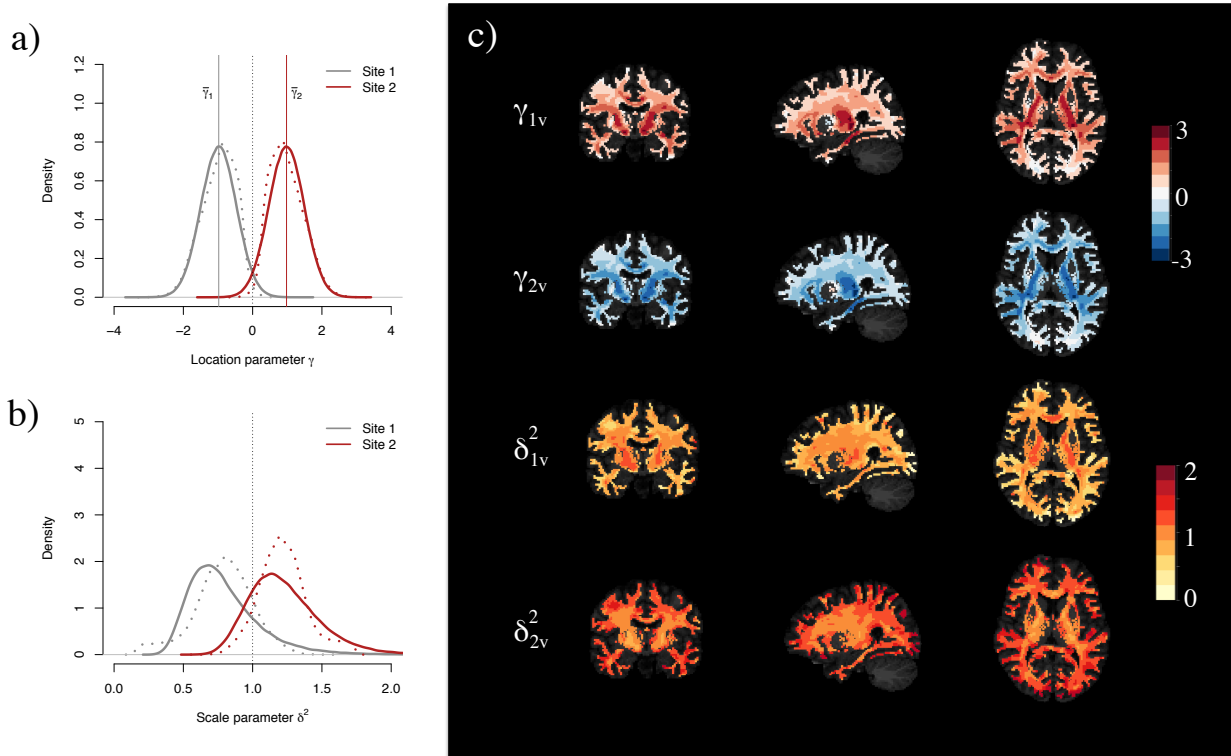 a)
1.2
1.0
0.8
0.6
0.4
0.2
0.0
Density
γ̅₁
γ̅₂
Site 1
Site 2
−4
−2
0
2
4
Location parameter γ
b)
5
4
3
2
1
0
Density
Site 1
Site 2
0.0
0.5
1.0
1.5
2.0
Scale parameter δ²
c)
γ₁ᵥ
γ₂ᵥ
δ²₁ᵥ
δ²₂ᵥ
3
0
-3
2
1
0